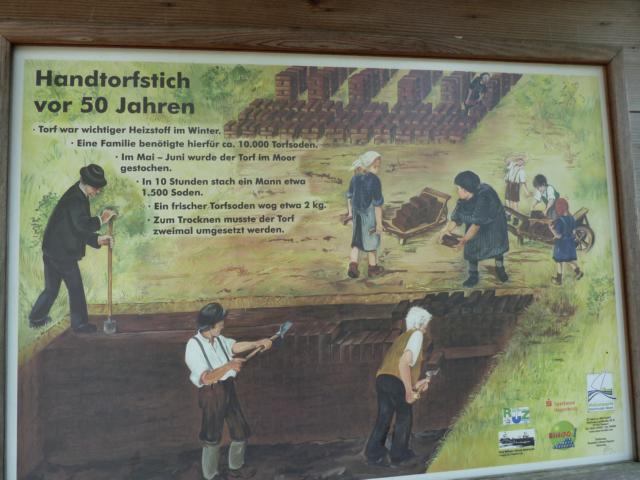 Handtorfstich
vor 50 Jahren
· Torf war wichtiger Heizstoff im Winter.
· Eine Familie benötigte hierfür ca. 10.000 Torfsoden.
· Im Mai – Juni wurde der Torf im Moor
gestochen.
· In 10 Stunden stach ein Mann etwa
1.500 Soden.
· Ein frischer Torfsoden wog etwa 2 kg.
· Zum Trocknen musste der Torf
zweimal umgesetzt werden.
Sparkasse